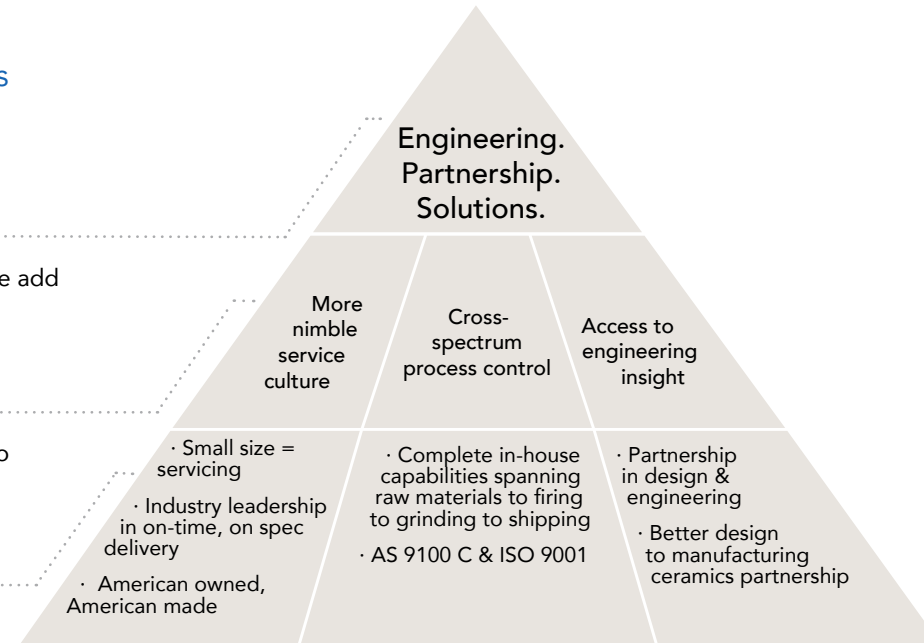 s
Engineering.
Partnership.
Solutions.
e add
More
nimble
service
culture
Cross-
spectrum
process control
Access to
engineering
insight
o
· Small size =
servicing
· Industry leadership
in on-time, on spec
delivery
· American owned,
American made
· Complete in-house
capabilities spanning
raw materials to firing
to grinding to shipping
· AS 9100 C & ISO 9001
· Partnership
in design &
engineering
· Better design
to manufacturing
ceramics partnership